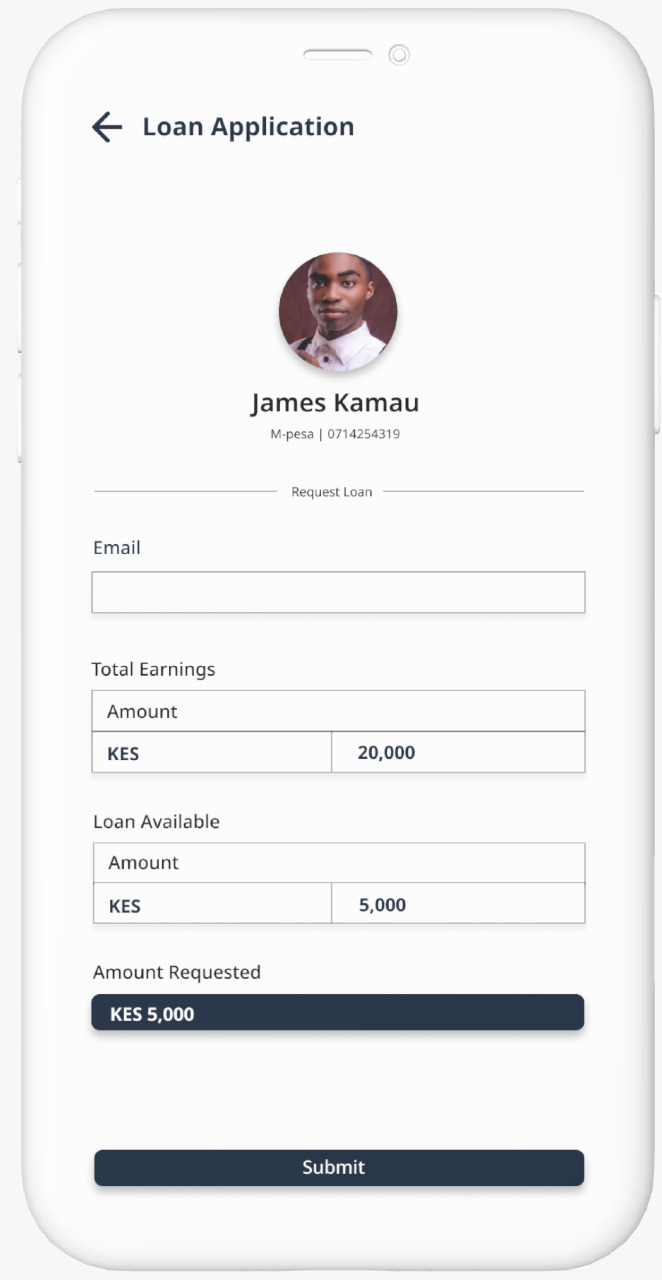 Loan Application
James Kamau
M-pesa | 0714254319
Request Loan
Email
Total Earnings
Amount
KES 20,000
Loan Available
Amount
KES 5,000
Amount Requested
KES 5,000
Submit